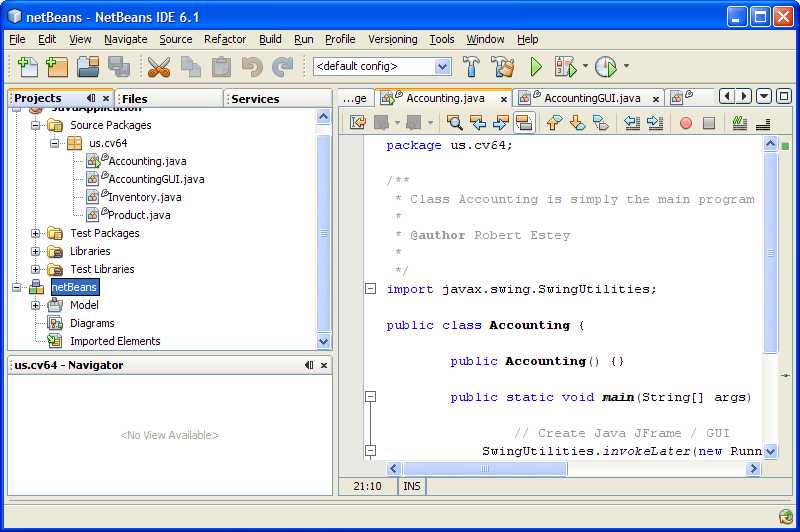 netBeans - NetBeans IDE 6.1
File Edit View Navigate Source Refactor Build Run Profile Versioning Tools Window Help
<default config>
Projects Files Services
...ge Accounting.java AccountingGUI.java
Source Packages
us.cv64
Accounting.java
AccountingGUI.java
Inventory.java
Product.java
Test Packages
Libraries
Test Libraries
netBeans
Model
Diagrams
Imported Elements
us.cv64 - Navigator
<No View Available>
package us.cv64;
/**
* Class Accounting is simply the main program
*
* @author Robert Estey
*
*/
import javax.swing.SwingUtilities;
public class Accounting {
public Accounting() {}
public static void main(String[] args)
// Create Java JFrame / GUI
SwingUtilities.invokeLater(new Runn
21:10 INS